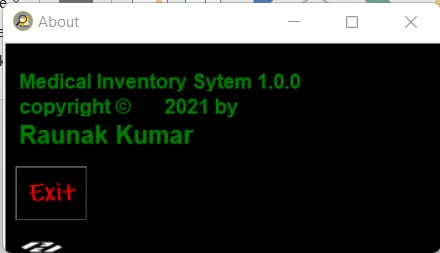 About
Medical Inventory Sytem 1.0.0
copyright © 2021 by
Raunak Kumar
Exit